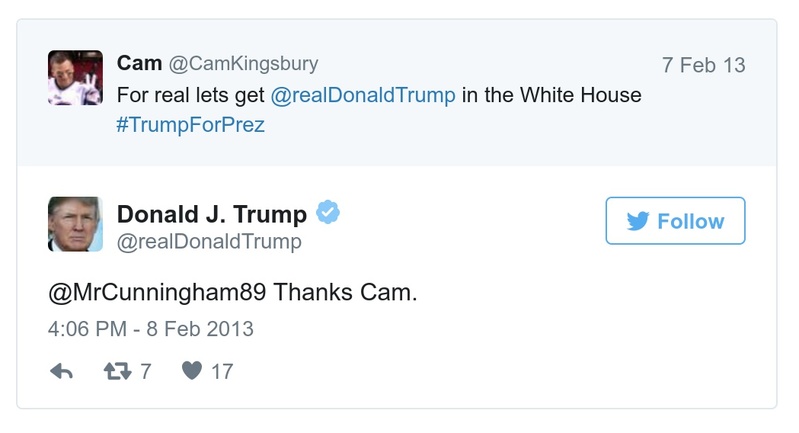 Cam @CamKingsbury 7 Feb 13
For real lets get @realDonaldTrump in the White House
#TrumpForPrez
Donald J. Trump
@realDonaldTrump
Follow
@MrCunningham89 Thanks Cam.
4:06 PM - 8 Feb 2013
7 17